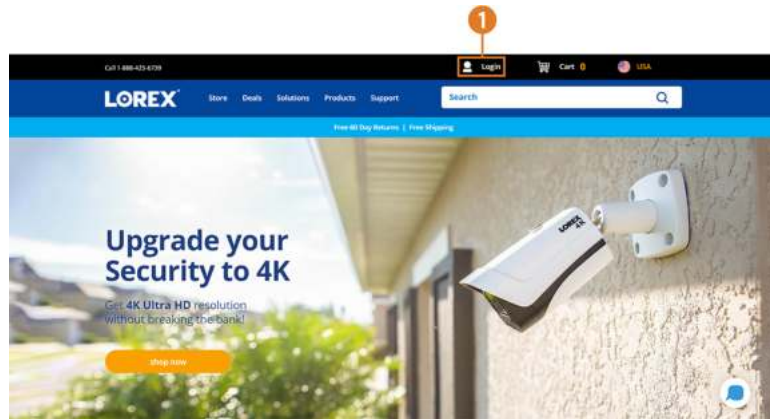 1
Call 1-888-425-6739
Login
Cart 0
USA
LOREX
Store Deals Solutions Products Support
Search
Free 60 Day Returns | Free Shipping
Upgrade your
Security to 4K
Get 4K Ultra HD resolution
without breaking the bank!
shop now
LOREX
4K